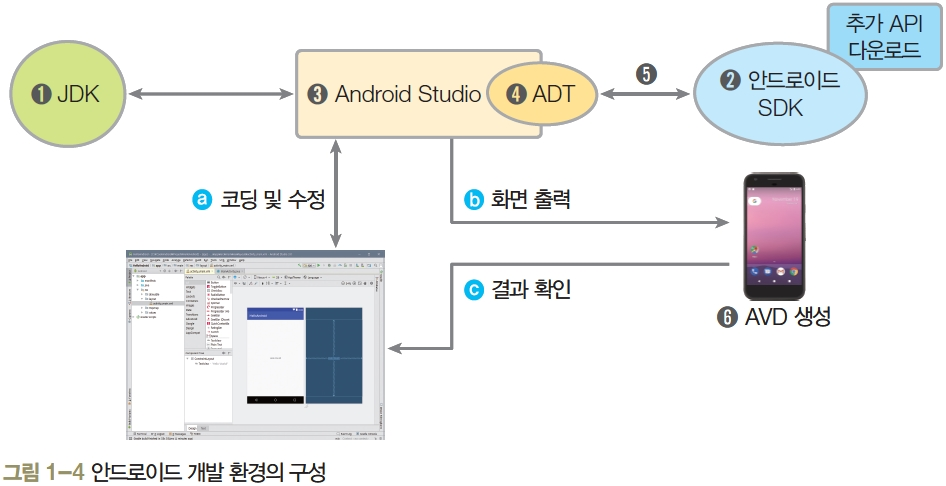 추가 API
다운로드
❶ JDK
❸ Android Studio
❹ ADT
❺
❷ 안드로이드
SDK
ⓐ 코딩 및 수정
ⓑ 화면 출력
ⓒ 결과 확인
❻ AVD 생성
그림 1-4 안드로이드 개발 환경의 구성